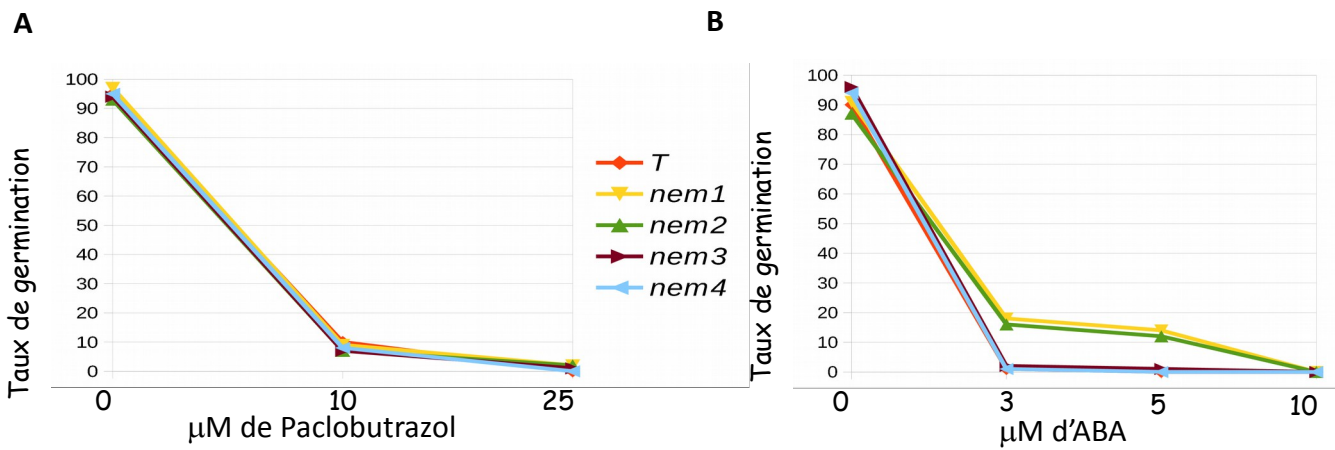 A
Taux de germination
100
90
80
70
60
50
40
30
20
10
0
0 10 25
μM de Paclobutrazol
T
nem1
nem2
nem3
nem4
B
Taux de germination
100
90
80
70
60
50
40
30
20
10
0
0 3 5 10
μM d’ABA